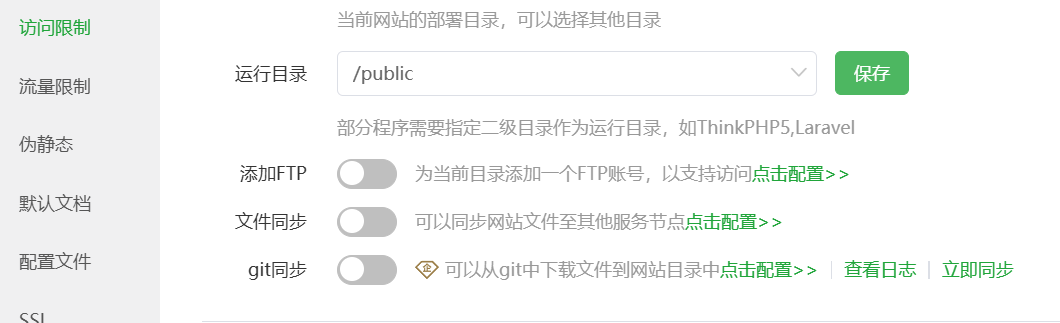 访问限制
当前网站的部署目录，可以选择其他目录
运行目录 /public 保存
流量限制
部分程序需要指定二级目录作为运行目录，如ThinkPHP5,Laravel
伪静态
添加FTP 为当前目录添加一个FTP账号，以支持访问点击配置>>
默认文档
文件同步 可以同步网站文件至其他服务节点点击配置>>
配置文件
git同步 企 可以从git中下载文件到网站目录中点击配置>> 查看日志 立即同步
SSL